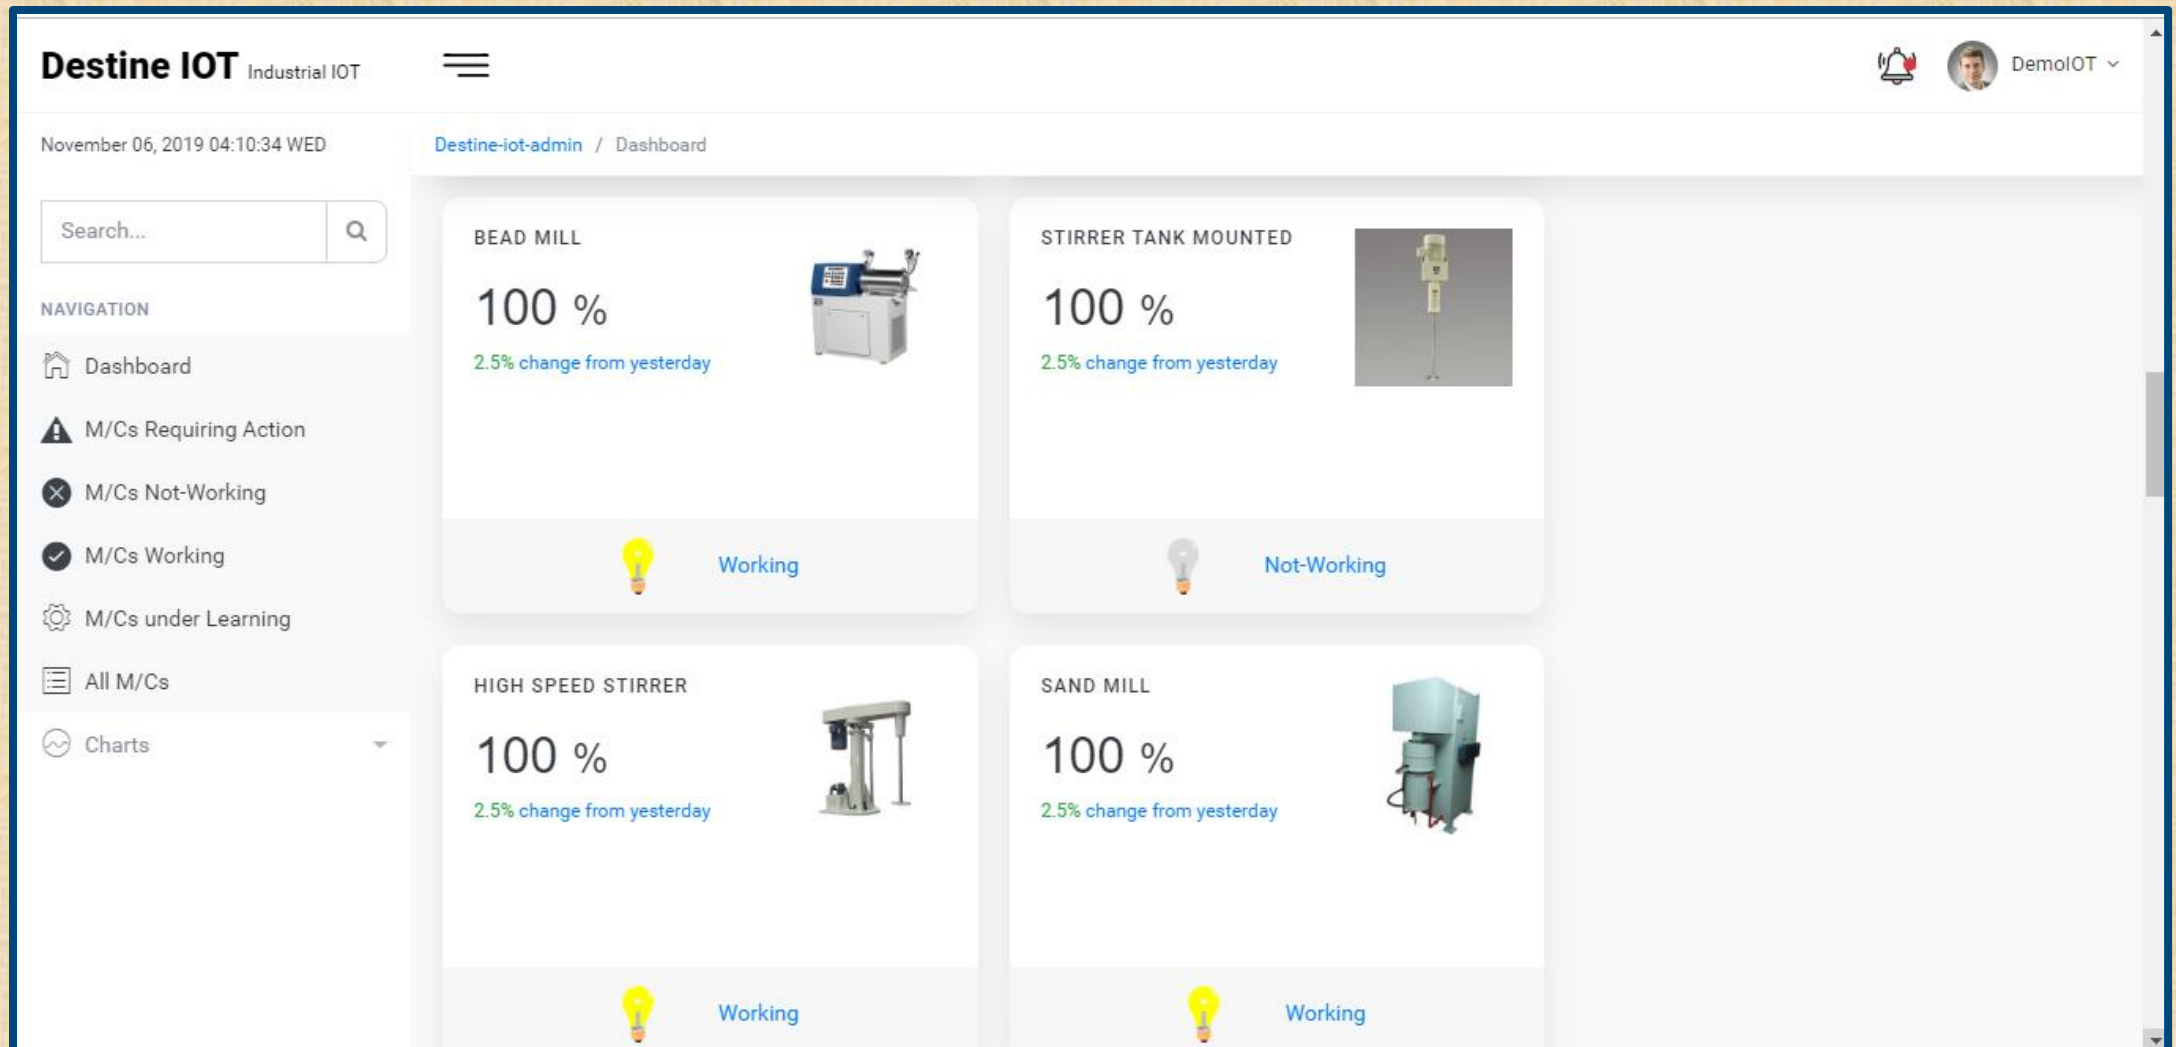 Destine IOT Industrial IOT
DemoIOT
November 06, 2019 04:10:34 WED
Destine-iot-admin / Dashboard
Search...
NAVIGATION
Dashboard
M/Cs Requiring Action
M/Cs Not-Working
M/Cs Working
M/Cs under Learning
All M/Cs
Charts
BEAD MILL
100 %
2.5% change from yesterday
Working
STIRRER TANK MOUNTED
100 %
2.5% change from yesterday
Not-Working
HIGH SPEED STIRRER
100 %
2.5% change from yesterday
Working
SAND MILL
100 %
2.5% change from yesterday
Working